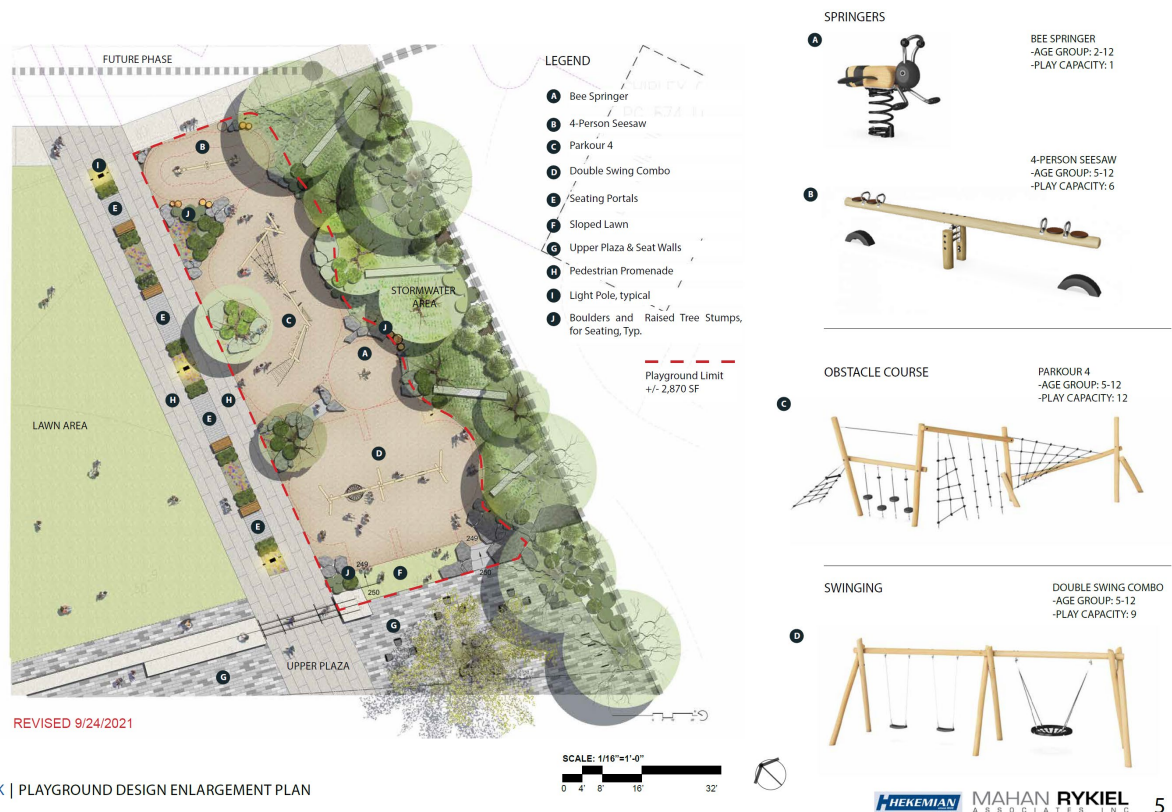 FUTURE PHASE
LEGEND
A Bee Springer
B 4-Person Seesaw
C Parkour 4
D Double Swing Combo
E Seating Portals
F Sloped Lawn
G Upper Plaza & Seat Walls
H Pedestrian Promenade
I Light Pole, typical
J Boulders and Raised Tree Stumps,
for Seating, Typ.
Playground Limit
+/- 2,870 SF
B
I
E
J
STORMWATER
AREA
E
C
J
A
H
H
E
LAWN AREA
D
E
249
249
J
F
250
250
G
UPPER PLAZA
G
REVISED 9/24/2021
SCALE: 1/16"=1'-0"
0 4' 8' 16' 32'
K | PLAYGROUND DESIGN ENLARGEMENT PLAN
SPRINGERS
A
BEE SPRINGER
-AGE GROUP: 2-12
-PLAY CAPACITY: 1
4-PERSON SEESAW
-AGE GROUP: 5-12
-PLAY CAPACITY: 6
B
OBSTACLE COURSE
PARKOUR 4
-AGE GROUP: 5-12
-PLAY CAPACITY: 12
C
SWINGING
DOUBLE SWING COMBO
-AGE GROUP: 5-12
-PLAY CAPACITY: 9
D
HEKEMIAN
MAHAN RYKIEL
ASSOCIATES INC
5